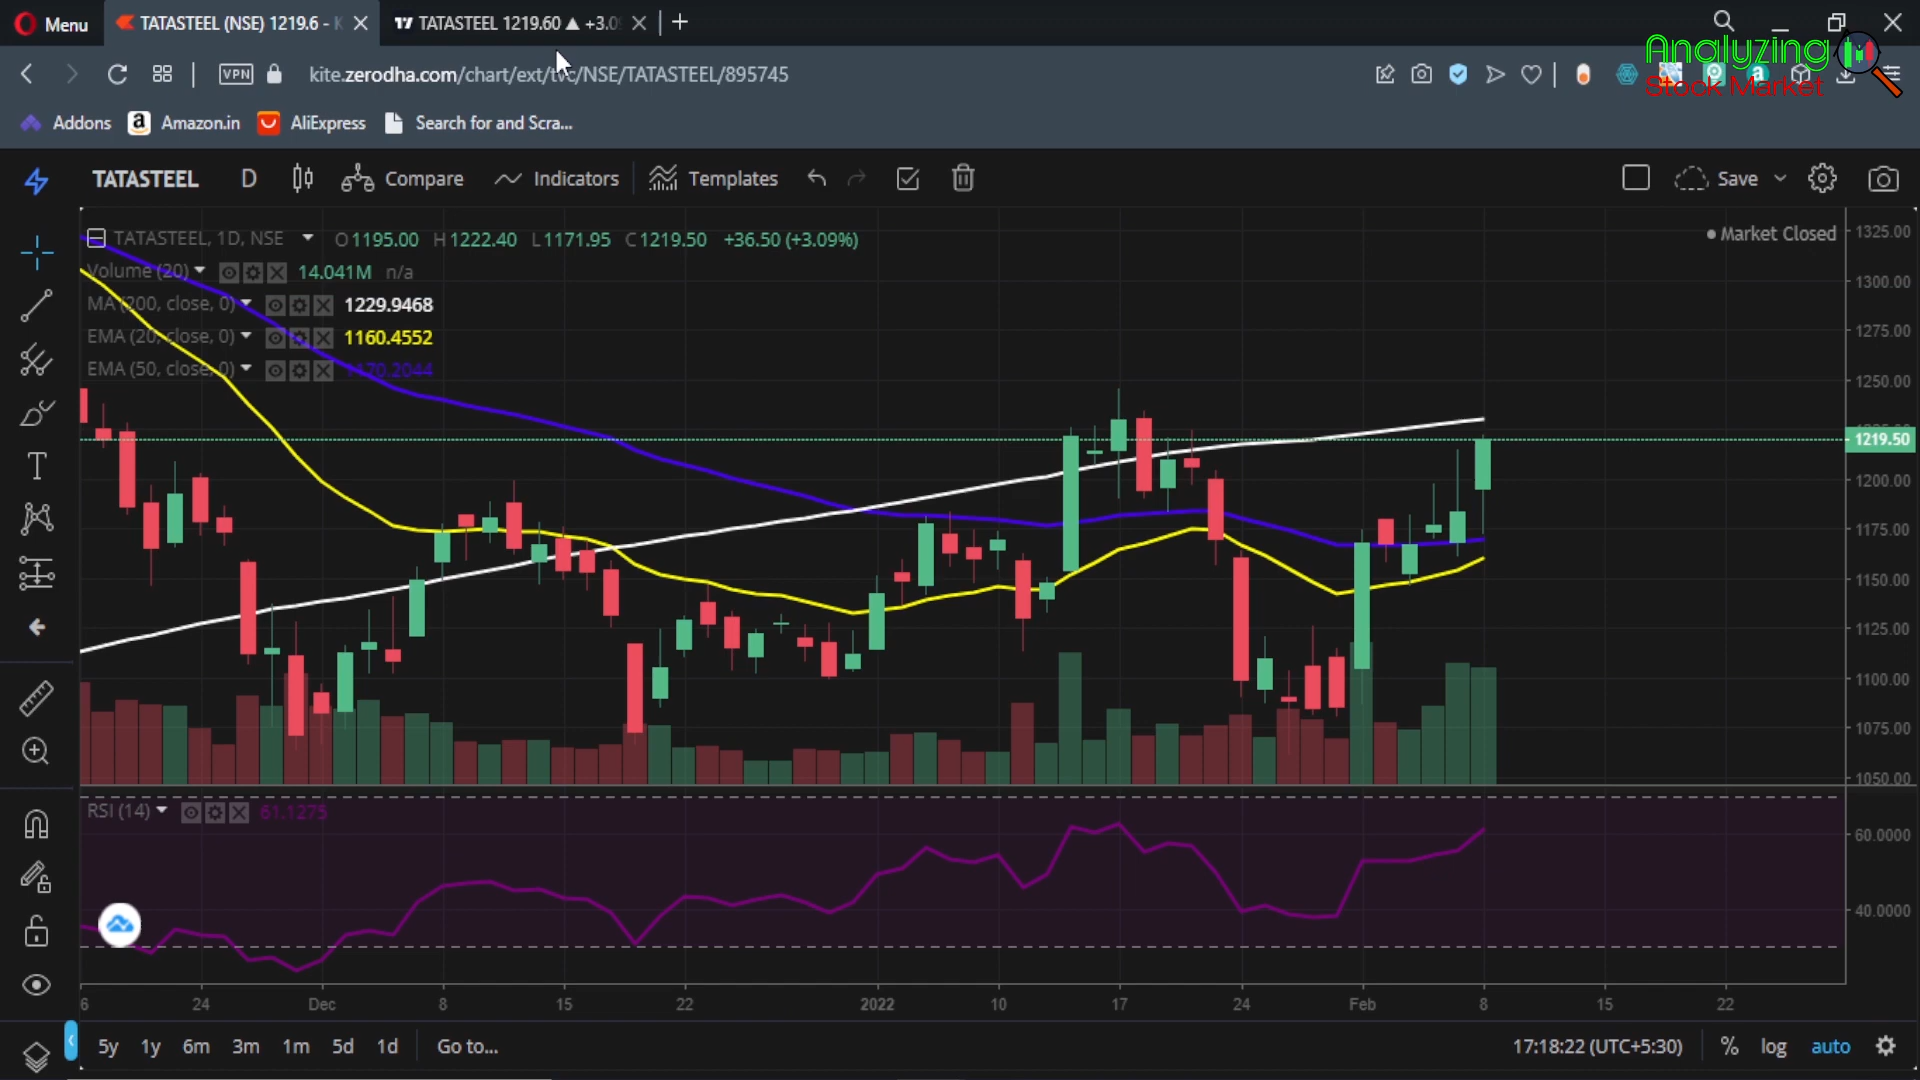 Menu
TATASTEEL (NSE) 1219.6 - K
TATASTEEL 1219.60 ▲ +3.0
Analyzing
Stock Market
VPN
kite.zerodha.com/chart/ext/tvc/NSE/TATASTEEL/895745
Addons
Amazon.in
AliExpress
Search for and Scra...
TATASTEEL
D
Compare
Indicators
Templates
Save
TATASTEEL, 1D, NSE
O1195.00 H1222.40 L1171.95 C1219.50 +36.50 (+3.09%)
Market Closed
Volume (20)
14.041M n/a
MA (200, close, 0)
1229.9468
EMA (20, close, 0)
1160.4552
EMA (50, close, 0)
1170.2044
1325.00
1300.00
1275.00
1250.00
1219.50
1200.00
1175.00
1150.00
1125.00
1100.00
1075.00
1050.00
RSI (14)
61.1275
60.0000
40.0000
6 24 Dec 8 15 22 2022 10 17 24 Feb 8 15 22
5y 1y 6m 3m 1m 5d 1d Go to...
17:18:22 (UTC+5:30) % log auto